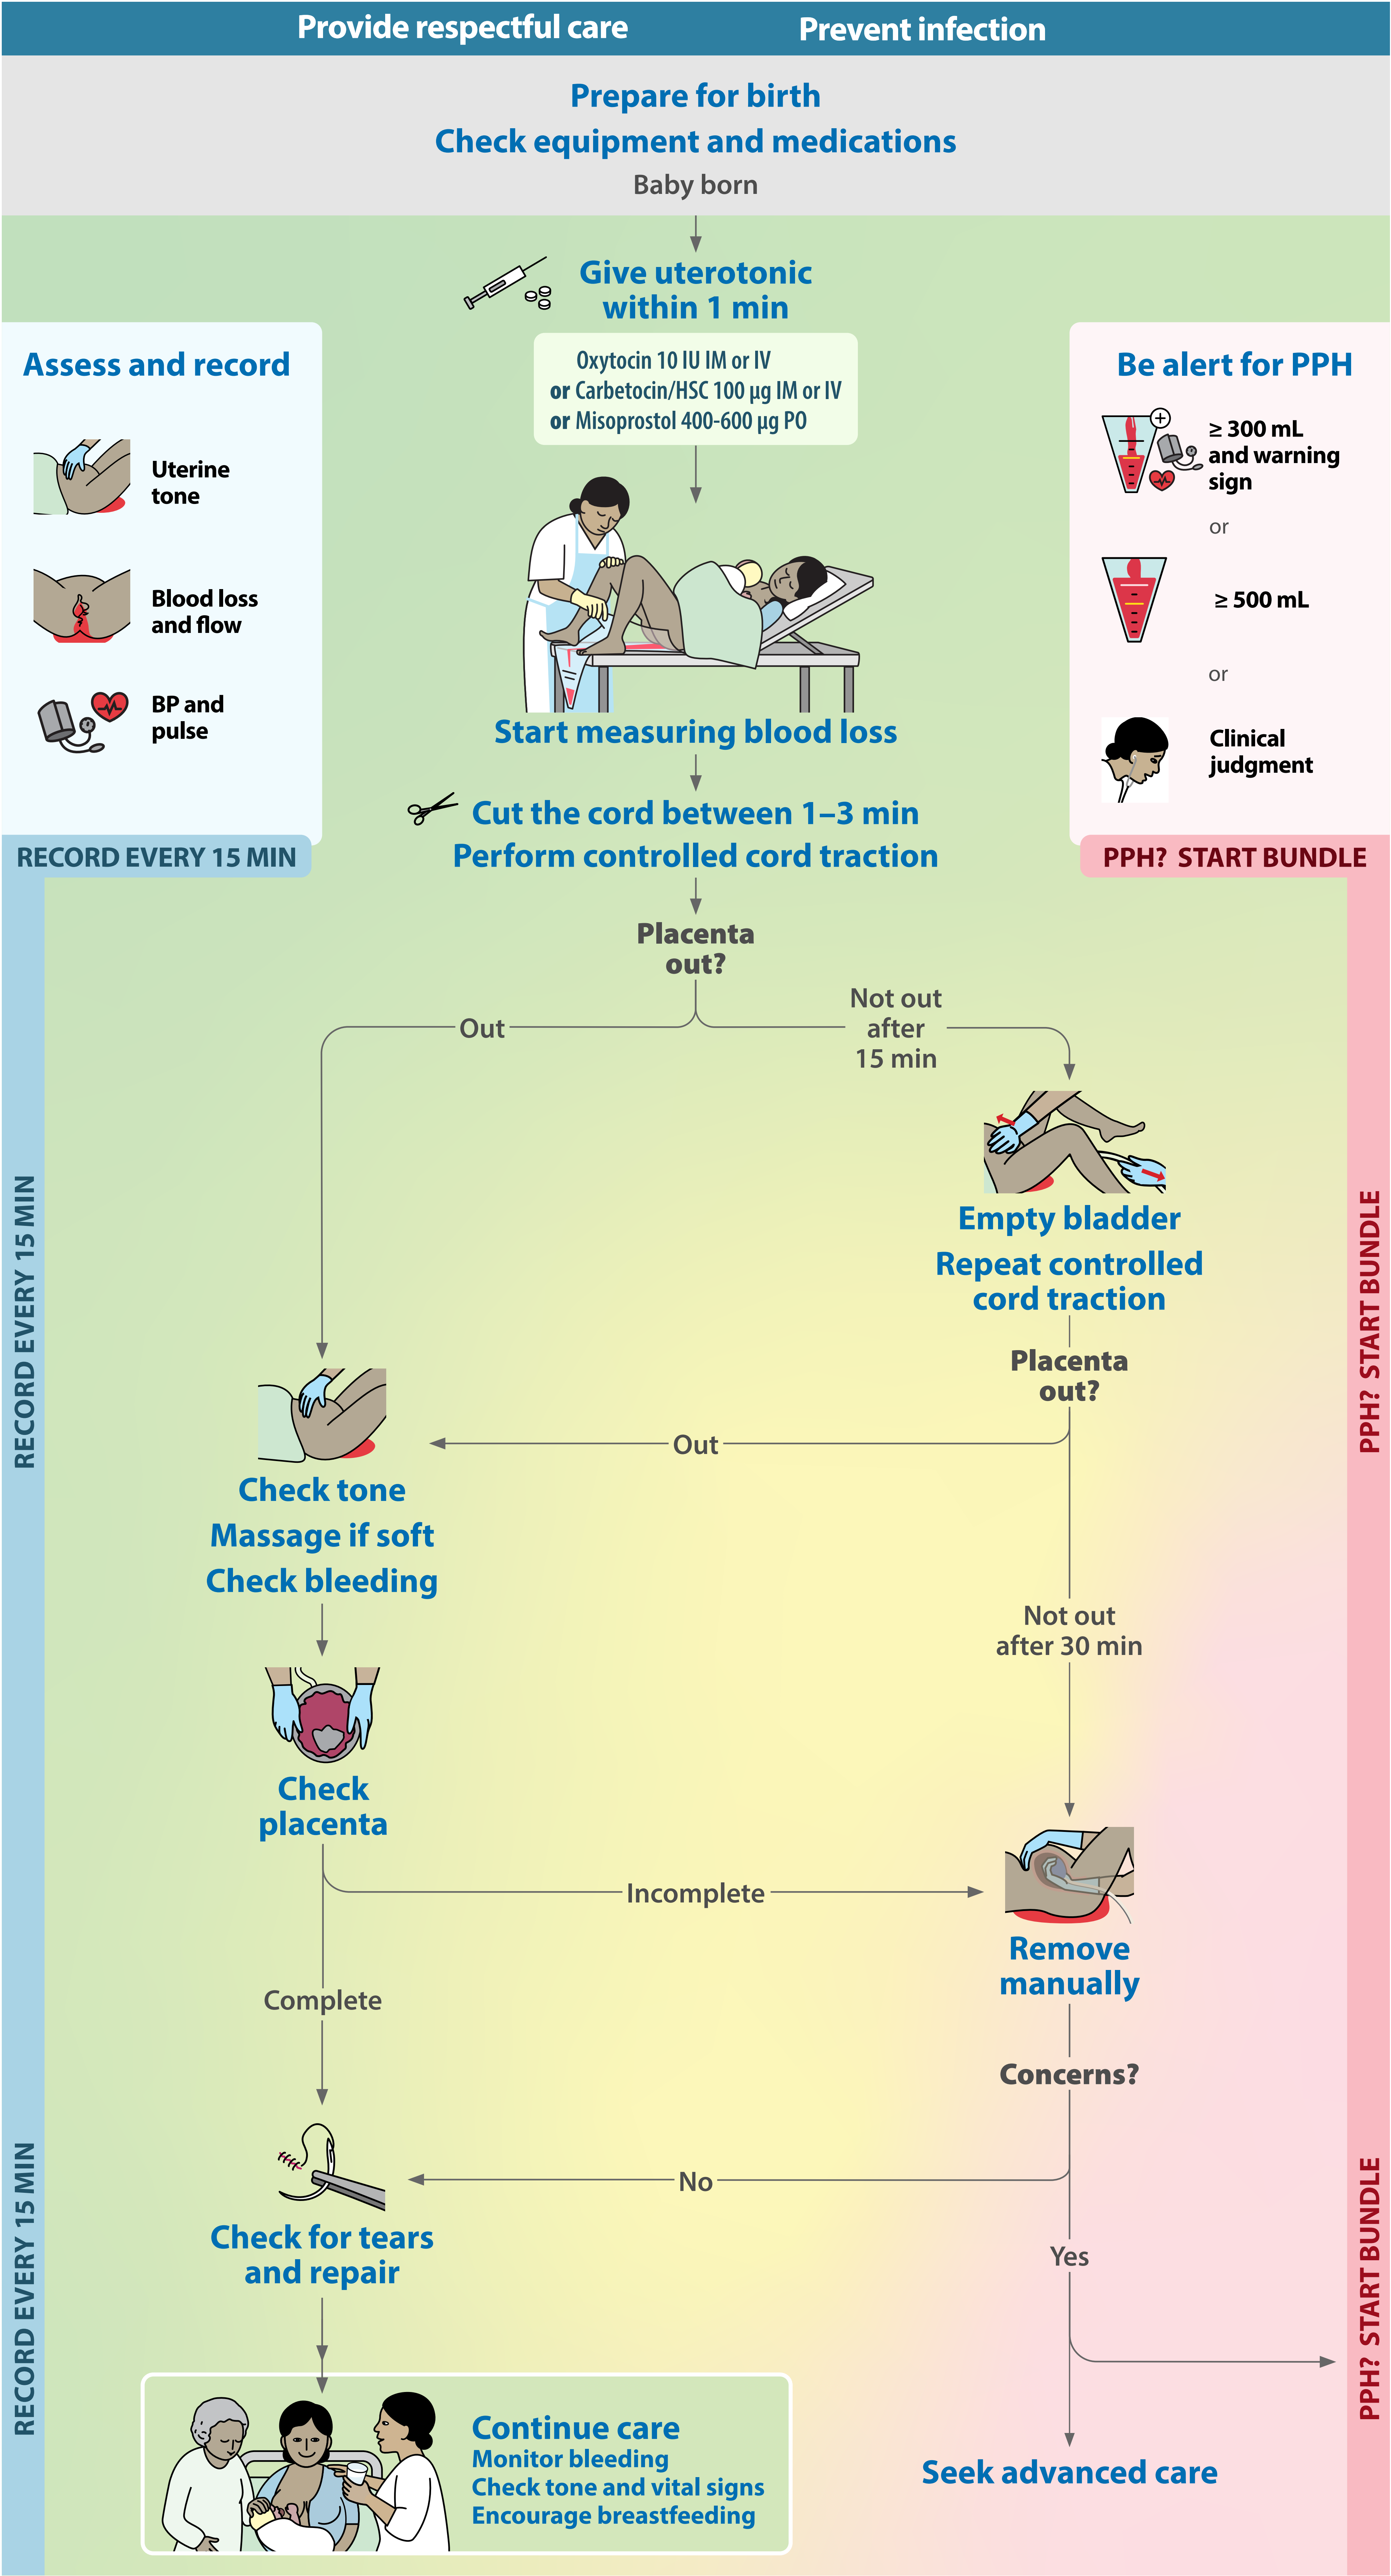 Provide respectful care
Prevent infection
Prepare for birth
Check equipment and medications
Baby born
Give uterotonic
within 1 min
Oxytocin 10 IU IM or IV
or Carbetocin/HSC 100 µg IM or IV
or Misoprostol 400-600 µg PO
Assess and record
Uterine
tone
Blood loss
and flow
BP and
pulse
RECORD EVERY 15 MIN
Be alert for PPH
≥ 300 mL
and warning
sign
or
≥ 500 mL
or
Clinical
judgment
PPH? START BUNDLE
Start measuring blood loss
Cut the cord between 1–3 min
Perform controlled cord traction
Placenta
out?
Out
Not out
after
15 min
Empty bladder
Repeat controlled
cord traction
Placenta
out?
Out
RECORD EVERY 15 MIN
PPH? START BUNDLE
Check tone
Massage if soft
Check bleeding
Not out
after 30 min
Check
placenta
Incomplete
Remove
manually
Complete
Concerns?
No
Check for tears
and repair
Yes
RECORD EVERY 15 MIN
PPH? START BUNDLE
Continue care
Monitor bleeding
Check tone and vital signs
Encourage breastfeeding
Seek advanced care